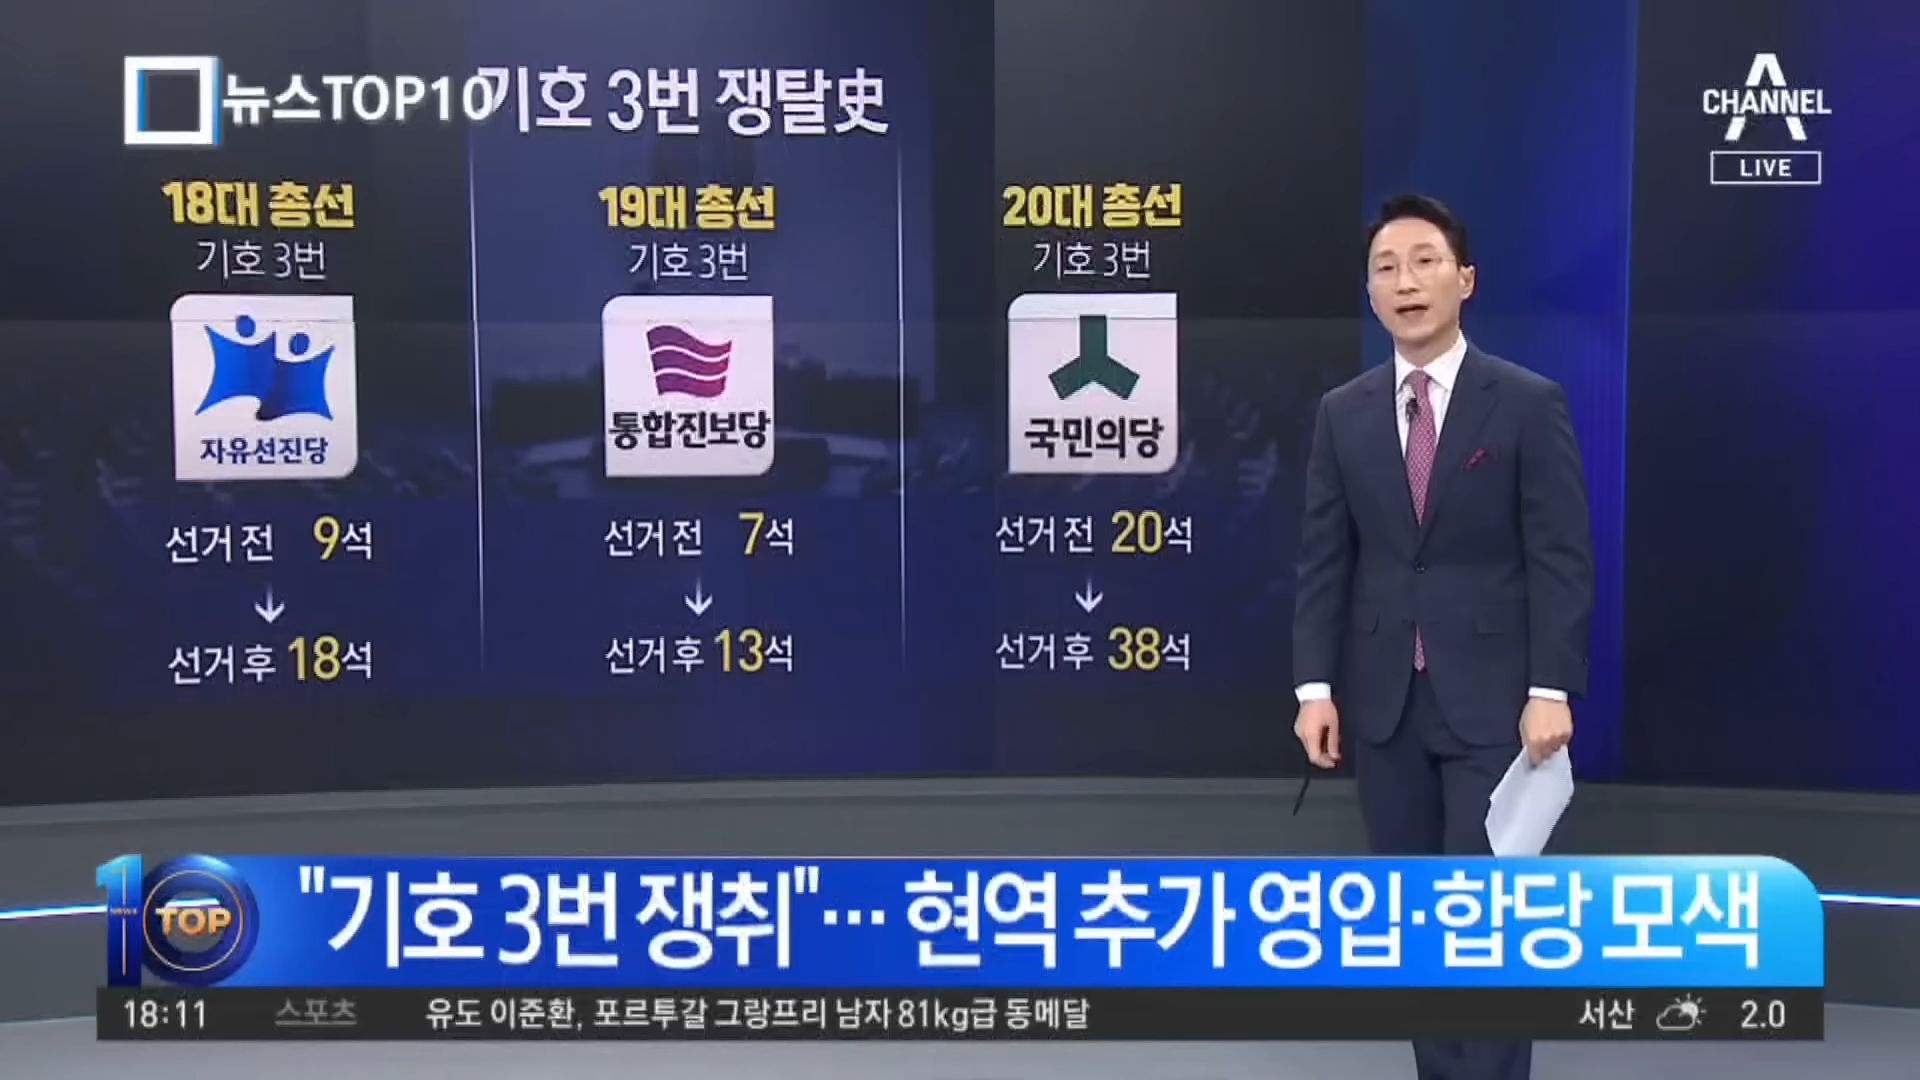 뉴스TOP10
기호 3번 쟁탈史
CHANNEL A
LIVE
18대 총선
기호 3번
자유선진당
선거 전 9석
선거 후 18석
19대 총선
기호 3번
통합진보당
선거 전 7석
선거 후 13석
20대 총선
기호 3번
국민의당
선거 전 20석
선거 후 38석
10 NEWS TOP
"기호 3번 쟁취"… 현역 추가 영입·합당 모색
18:11 스포츠 유도 이준환, 포르투갈 그랑프리 남자 81kg급 동메달 서산 2.0